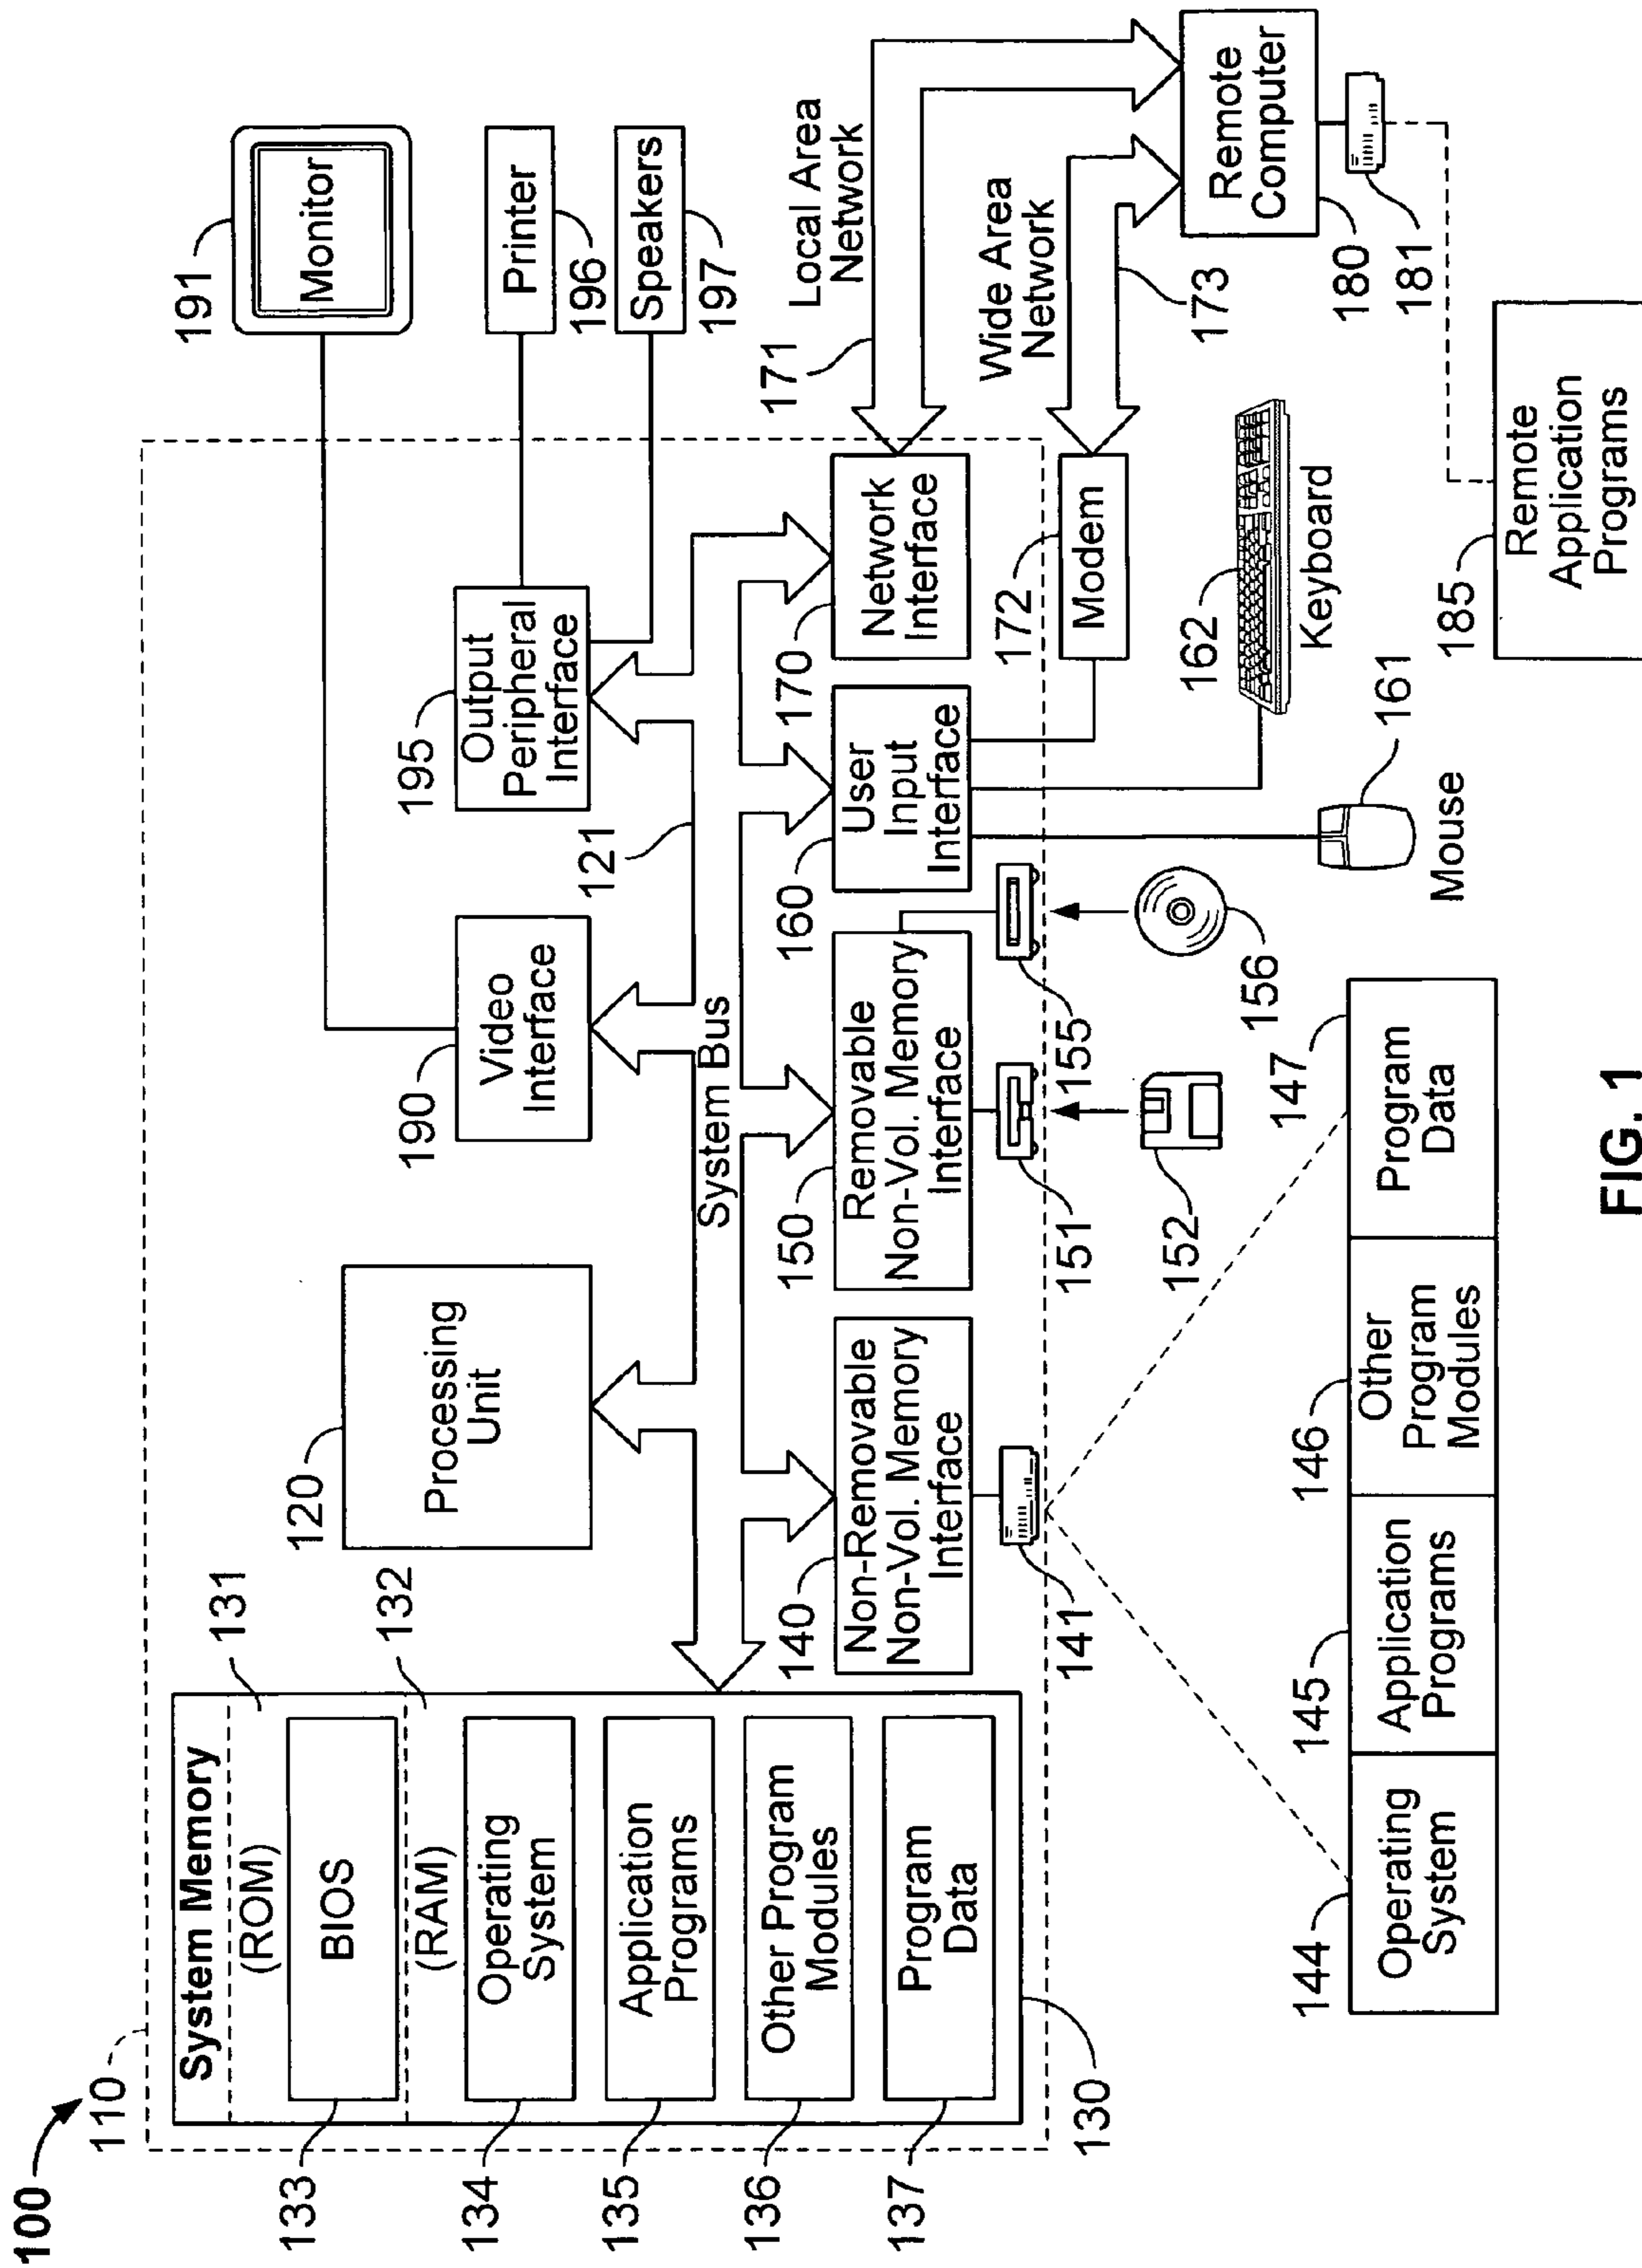 100
110
System Memory
(ROM)
131
BIOS
133
(RAM)
132
Operating
System
134
Application
Programs
135
Other Program
Modules
136
Program
Data
137
130
120
Processing
Unit
190
Video
Interface
195
Output
Peripheral
Interface
191
Monitor
Printer
196
Speakers
197
121
System Bus
140
Non-Removable
Non-Vol. Memory
Interface
141
150
Removable
Non-Vol. Memory
Interface
151
155
152
156
160
User
Input
Interface
170
Network
Interface
172
Modem
171
Local Area
Network
Wide Area
Network
173
Remote
Computer
180
181
162
Keyboard
161
Mouse
185
Remote
Application
Programs
144
Operating
System
145
Application
Programs
146
Other
Program
Modules
147
Program
Data
FIG. 1